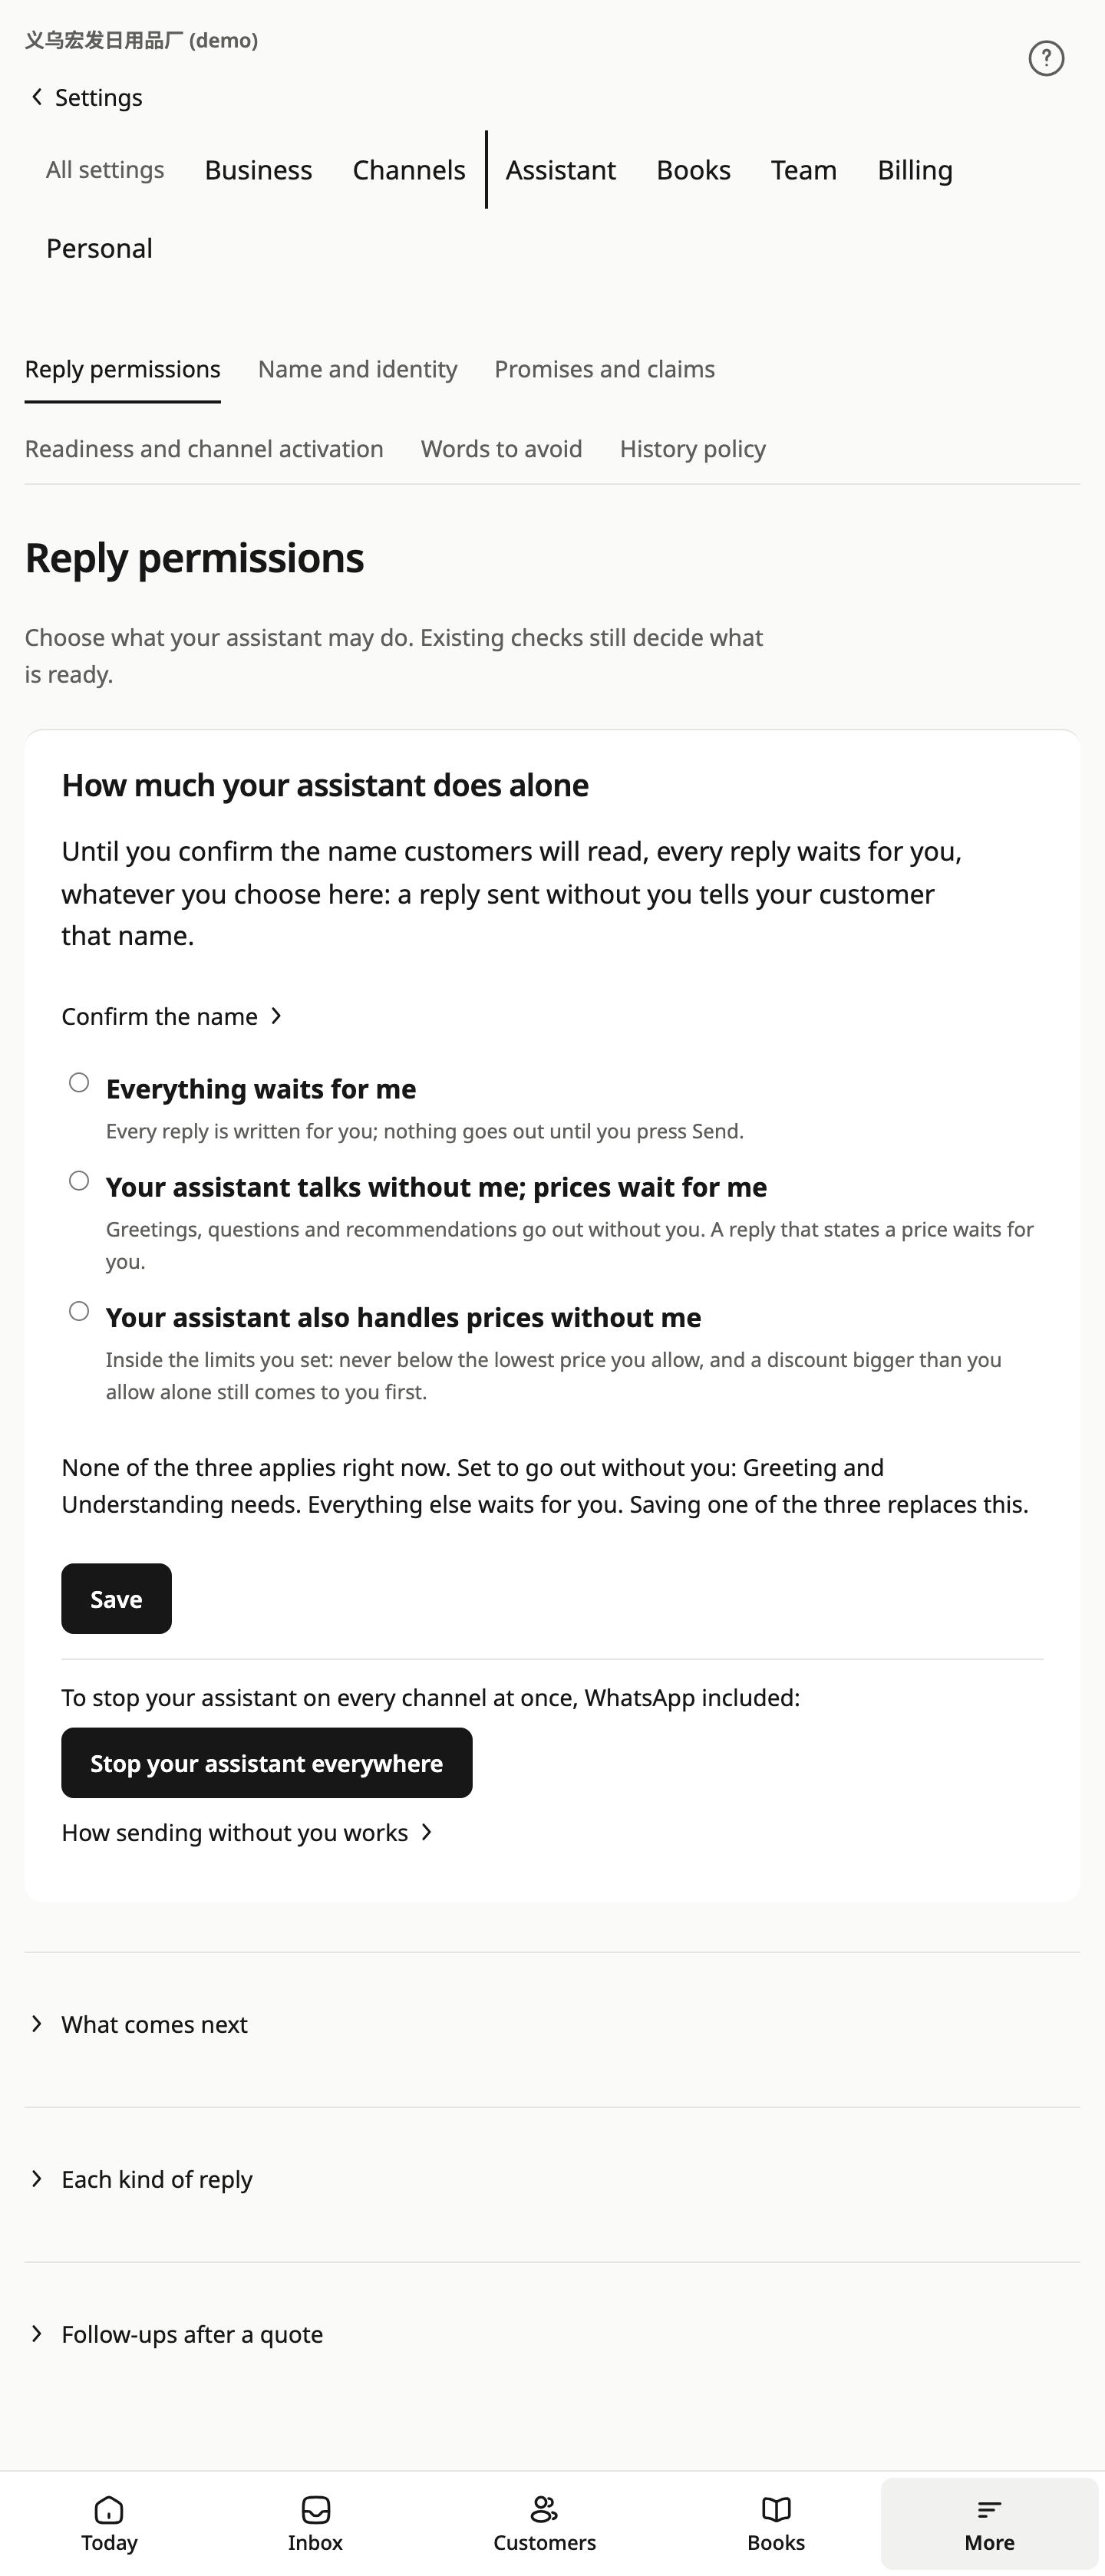 义乌宏发日用品厂 (demo)
Settings
All settings
Business
Channels
Assistant
Books
Team
Billing
Personal
Reply permissions
Name and identity
Promises and claims
Readiness and channel activation
Words to avoid
History policy
Reply permissions
Choose what your assistant may do. Existing checks still decide what
is ready.
How much your assistant does alone
Until you confirm the name customers will read, every reply waits for you,
whatever you choose here: a reply sent without you tells your customer
that name.
Confirm the name
Everything waits for me
Every reply is written for you; nothing goes out until you press Send.
Your assistant talks without me; prices wait for me
Greetings, questions and recommendations go out without you. A reply that states a price waits for
you.
Your assistant also handles prices without me
Inside the limits you set: never below the lowest price you allow, and a discount bigger than you
allow alone still comes to you first.
None of the three applies right now. Set to go out without you: Greeting and
Understanding needs. Everything else waits for you. Saving one of the three replaces this.
Save
To stop your assistant on every channel at once, WhatsApp included:
Stop your assistant everywhere
How sending without you works
What comes next
Each kind of reply
Follow-ups after a quote
Today
Inbox
Customers
Books
More